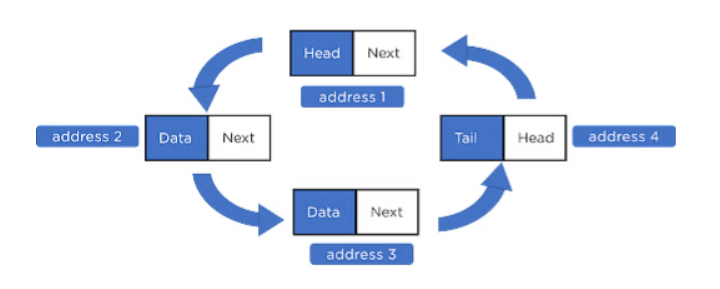 Head Next
address 1
address 2
Data Next
Tail Head
address 4
Data Next
address 3